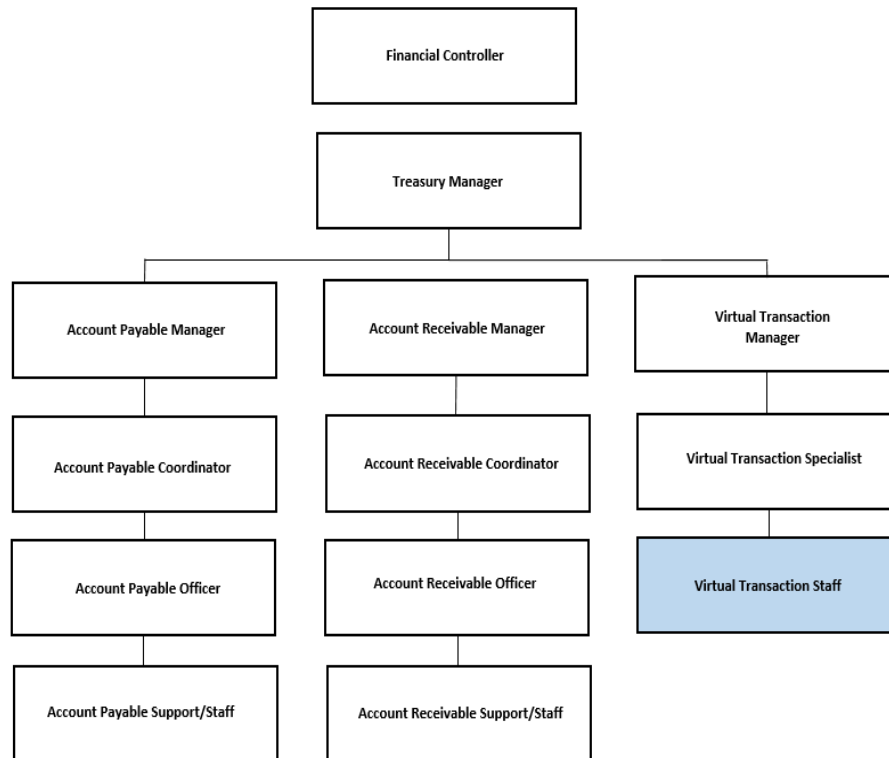 Financial Controller
Treasury Manager
Account Payable Manager
Account Receivable Manager
Virtual Transaction
Manager
Account Payable Coordinator
Account Receivable Coordinator
Virtual Transaction Specialist
Account Payable Officer
Account Receivable Officer
Virtual Transaction Staff
Account Payable Support/Staff
Account Receivable Support/Staff